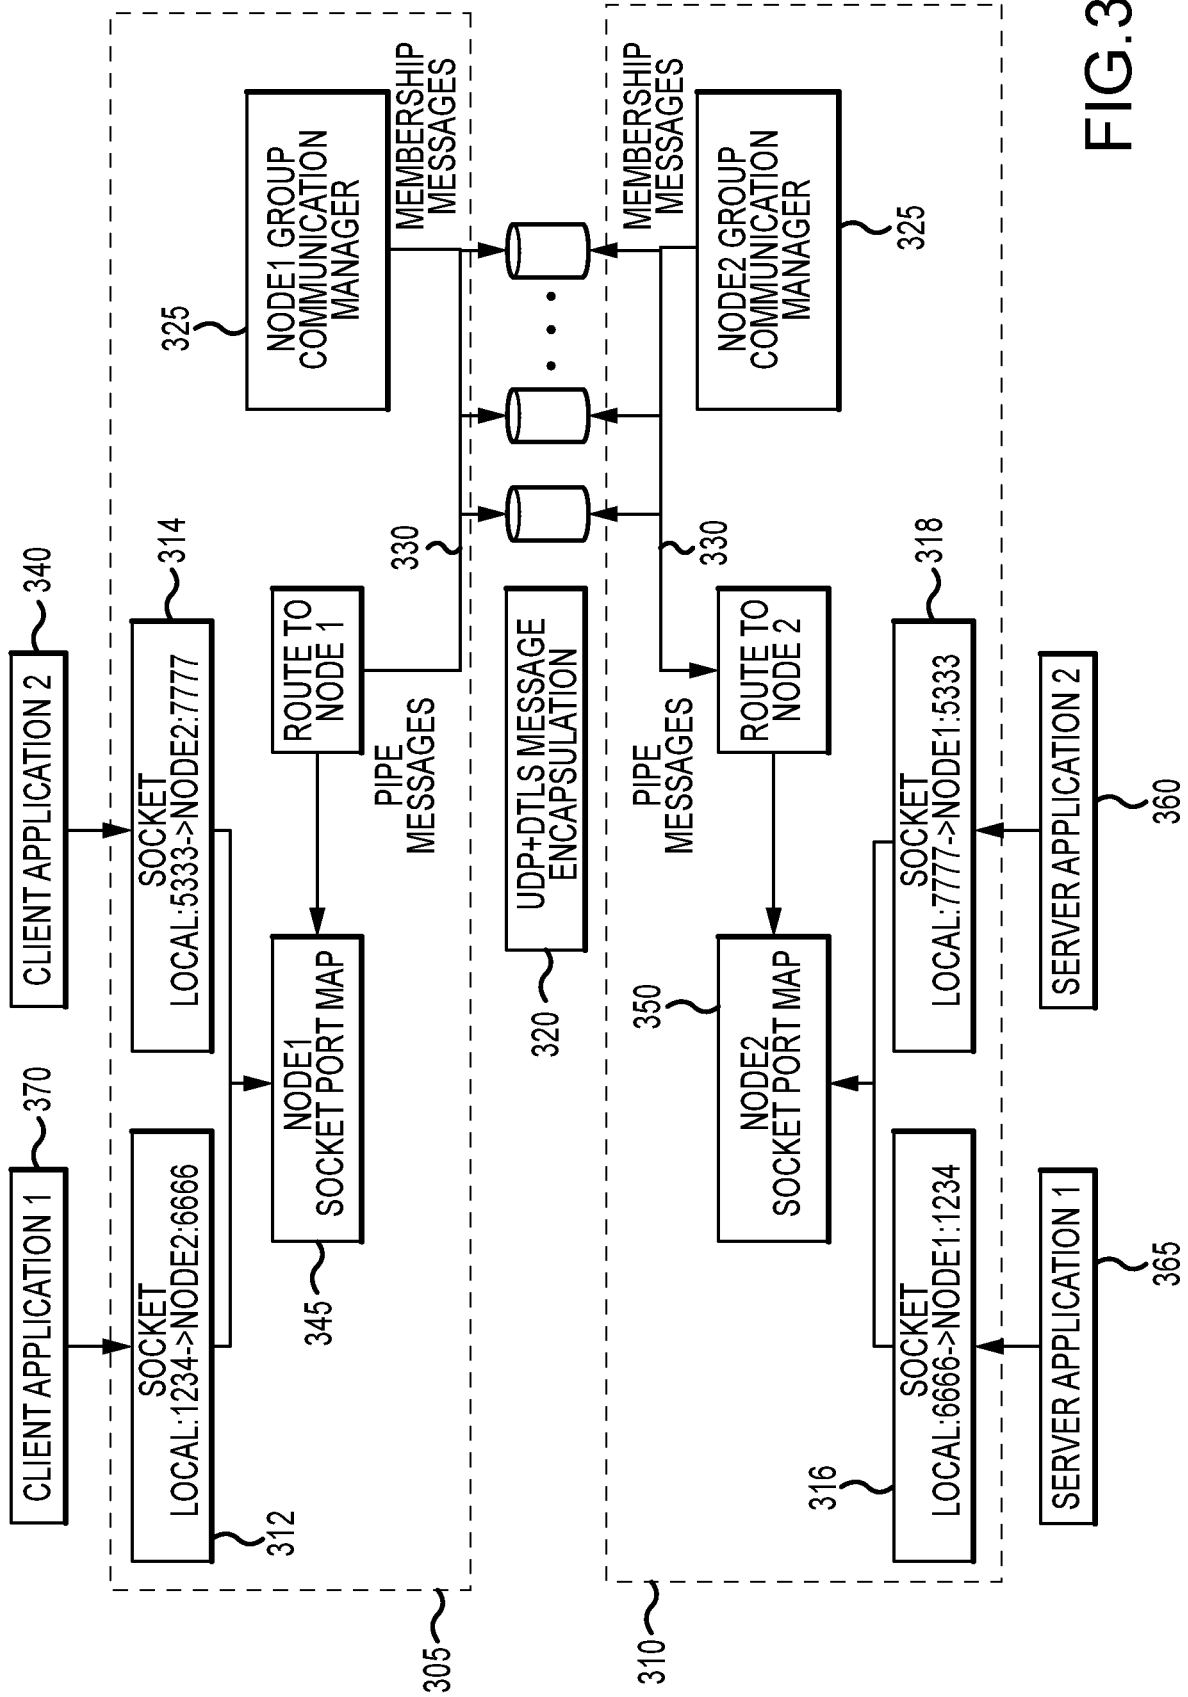 CLIENT APPLICATION 1
370
CLIENT APPLICATION 2
340
SOCKET
LOCAL:1234->NODE2:6666
312
SOCKET
LOCAL:5333->NODE2:7777
314
325
NODE1 GROUP
COMMUNICATION
MANAGER
NODE1
SOCKET PORT MAP
345
ROUTE TO
NODE 1
PIPE
MESSAGES
330
MEMBERSHIP
MESSAGES
305
320
UDP+DTLS MESSAGE
ENCAPSULATION
310
PIPE
MESSAGES
330
MEMBERSHIP
MESSAGES
350
NODE2
SOCKET PORT MAP
ROUTE TO
NODE 2
NODE2 GROUP
COMMUNICATION
MANAGER
325
316
SOCKET
LOCAL:6666->NODE1:1234
SOCKET
LOCAL:7777->NODE1:5333
318
SERVER APPLICATION 1
365
SERVER APPLICATION 2
360
FIG.3